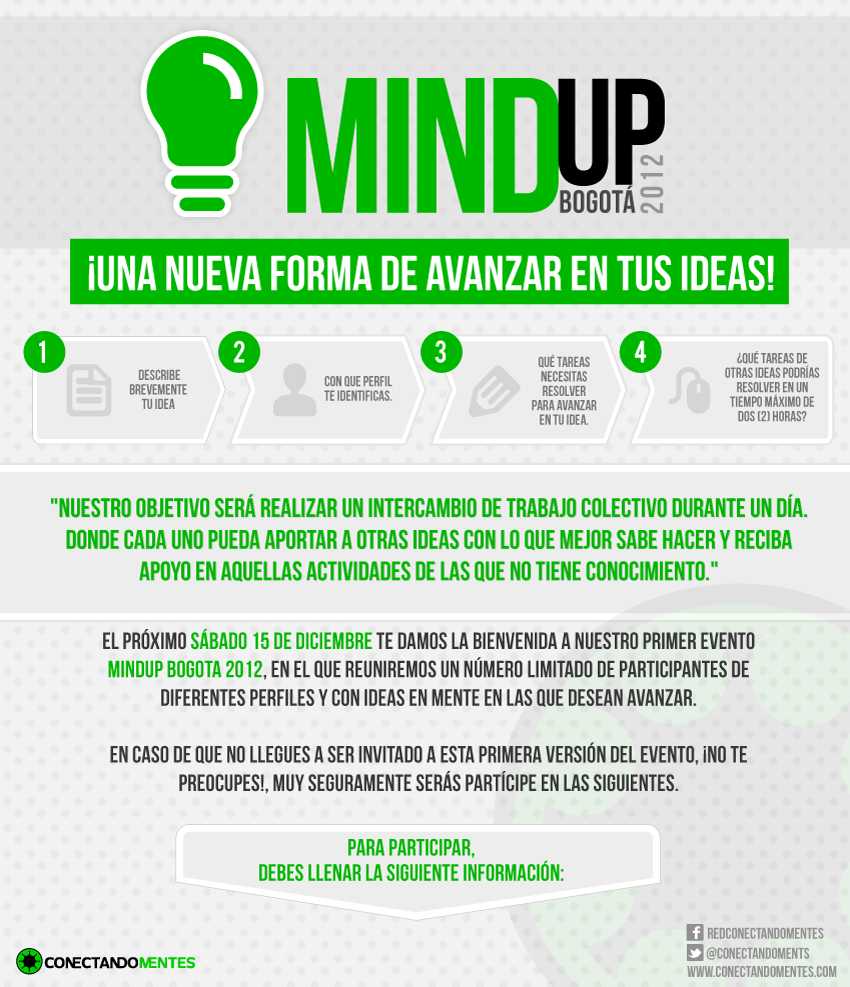 MINDUP
BOGOTÁ
2012
¡UNA NUEVA FORMA DE AVANZAR EN TUS IDEAS!
1
DESCRIBE
BREVEMENTE
TU IDEA
2
CON QUE PERFIL
TE IDENTIFICAS.
3
QUÉ TAREAS
NECESITAS
RESOLVER
PARA AVANZAR
EN TU IDEA.
4
¿QUÉ TAREAS DE
OTRAS IDEAS PODRÍAS
RESOLVER EN UN
TIEMPO MÁXIMO DE
DOS (2) HORAS?
"NUESTRO OBJETIVO SERÁ REALIZAR UN INTERCAMBIO DE TRABAJO COLECTIVO DURANTE UN DÍA.
DONDE CADA UNO PUEDA APORTAR A OTRAS IDEAS CON LO QUE MEJOR SABE HACER Y RECIBA
APOYO EN AQUELLAS ACTIVIDADES DE LAS QUE NO TIENE CONOCIMIENTO."
EL PRÓXIMO SÁBADO 15 DE DICIEMBRE TE DAMOS LA BIENVENIDA A NUESTRO PRIMER EVENTO
MINDUP BOGOTA 2012, EN EL QUE REUNIREMOS UN NÚMERO LIMITADO DE PARTICIPANTES DE
DIFERENTES PERFILES Y CON IDEAS EN MENTE EN LAS QUE DESEAN AVANZAR.
EN CASO DE QUE NO LLEGUES A SER INVITADO A ESTA PRIMERA VERSIÓN DEL EVENTO, ¡NO TE
PREOCUPES!, MUY SEGURAMENTE SERÁS PARTÍCIPE EN LAS SIGUIENTES.
PARA PARTICIPAR,
DEBES LLENAR LA SIGUIENTE INFORMACIÓN:
CONECTANDOMENTES
REDCONECTANDOMENTES
@CONECTANDOMENTS
WWW.CONECTANDOMENTES.COM